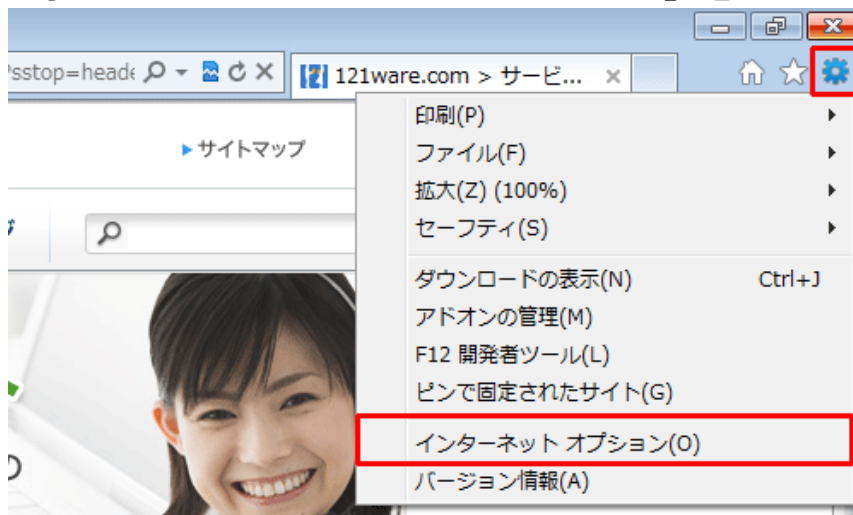 ?sstop=heade
121ware.com > サービ...
サイトマップ
印刷(P)
ファイル(F)
拡大(Z) (100%)
セーフティ(S)
ダウンロードの表示(N) Ctrl+J
アドオンの管理(M)
F12 開発者ツール(L)
ピンで固定されたサイト(G)
インターネット オプション(O)
バージョン情報(A)
の